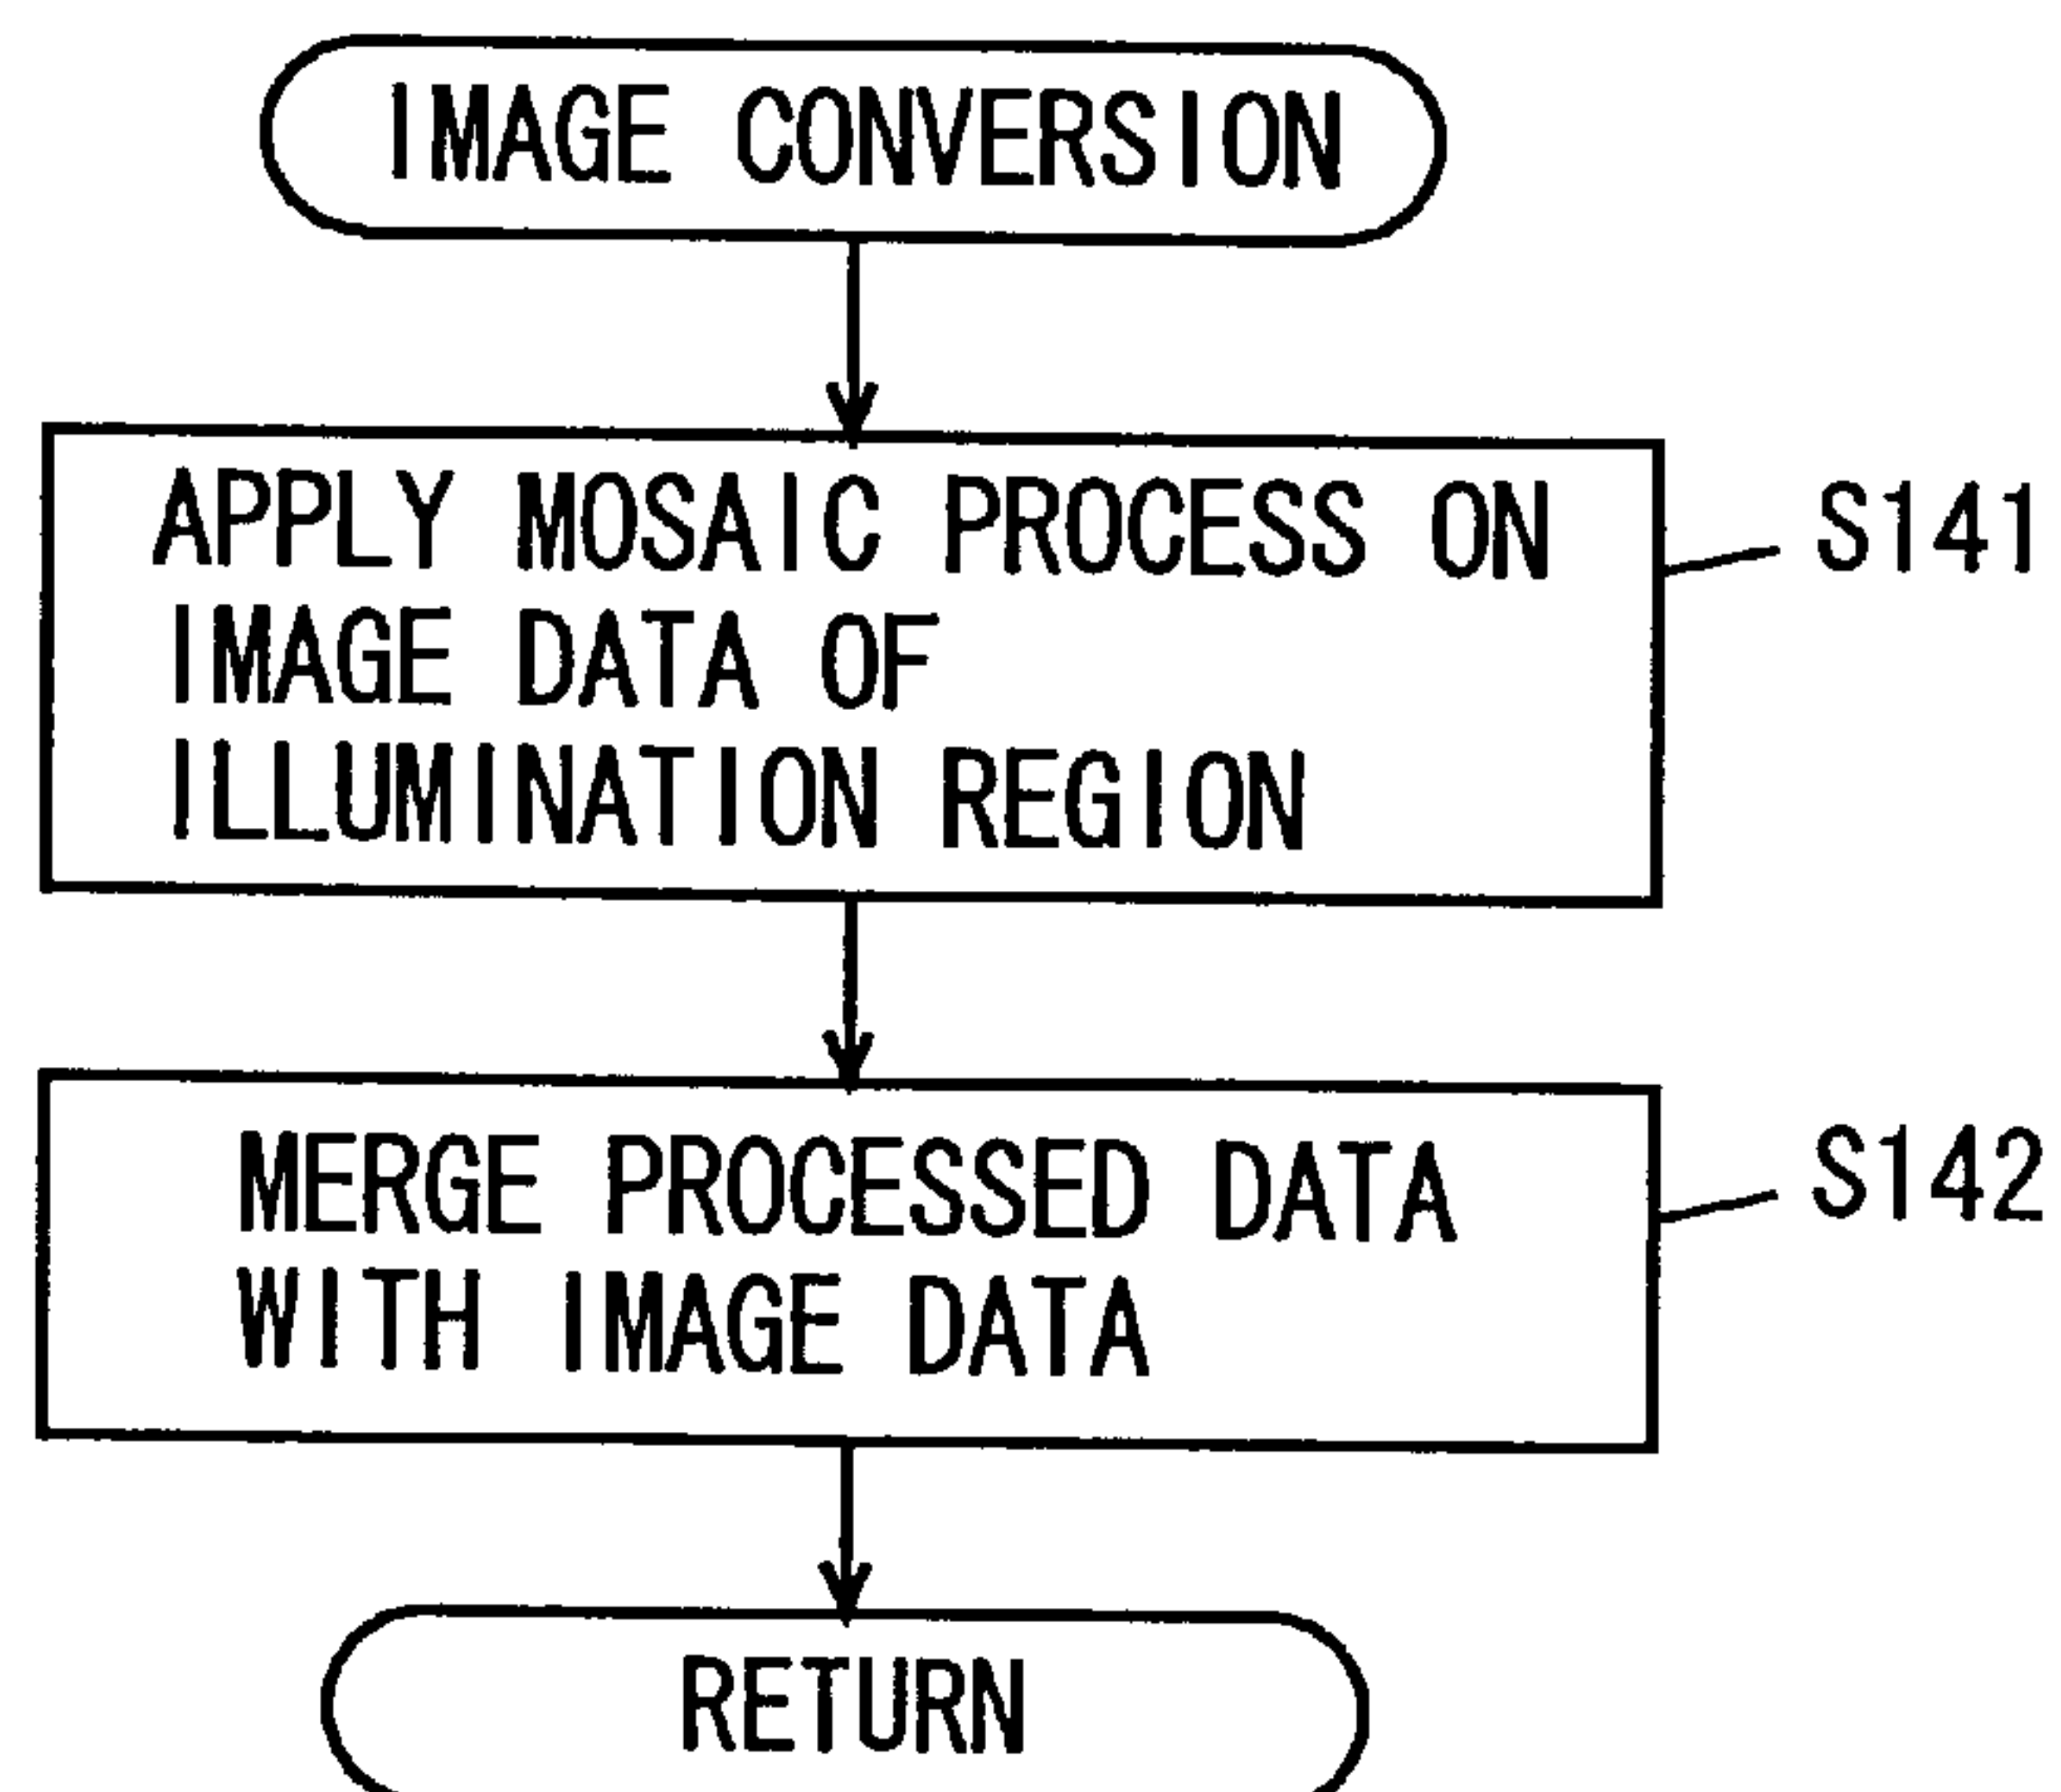 IMAGE CONVERSION
APPLY MOSAIC PROCESS ON
IMAGE DATA OF
ILLUMINATION REGION
S141
MERGE PROCESSED DATA
WITH IMAGE DATA
S142
RETURN